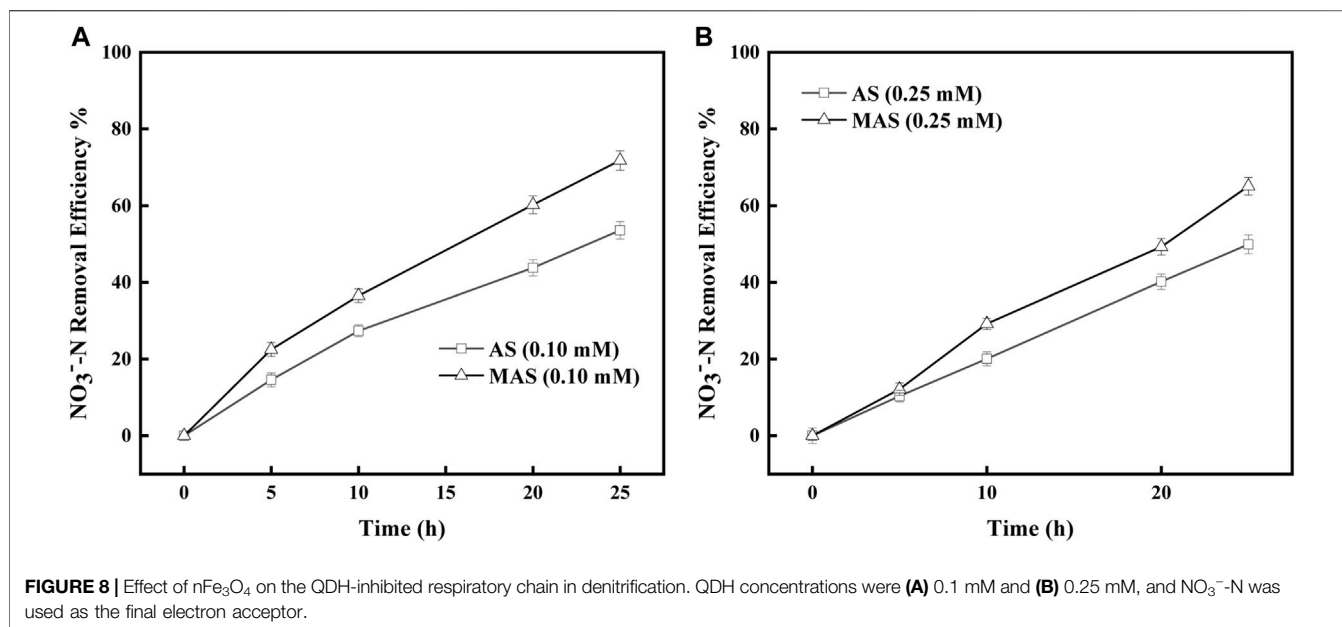 A
NO₃⁻-N Removal Efficiency %
100
80
60
40
20
0
AS (0.10 mM)
MAS (0.10 mM)
0 5 10 15 20 25
Time (h)
B
NO₃⁻-N Removal Efficiency %
100
80
60
40
20
0
AS (0.25 mM)
MAS (0.25 mM)
0 10 20
Time (h)
FIGURE 8 | Effect of nFe₃O₄ on the QDH-inhibited respiratory chain in denitrification. QDH concentrations were (A) 0.1 mM and (B) 0.25 mM, and NO₃⁻-N was
used as the final electron acceptor.